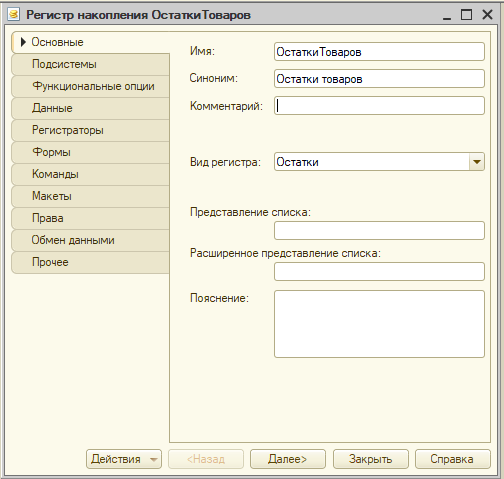 Регистр накопления ОстаткиТоваров
Основные
Подсистемы
Функциональные опции
Данные
Регистраторы
Формы
Команды
Макеты
Права
Обмен данными
Прочее
Имя: ОстаткиТоваров
Синоним: Остатки товаров
Комментарий:
Вид регистра: Остатки
Представление списка:
Расширенное представление списка:
Пояснение:
Действия <Назад Далее> Закрыть Справка